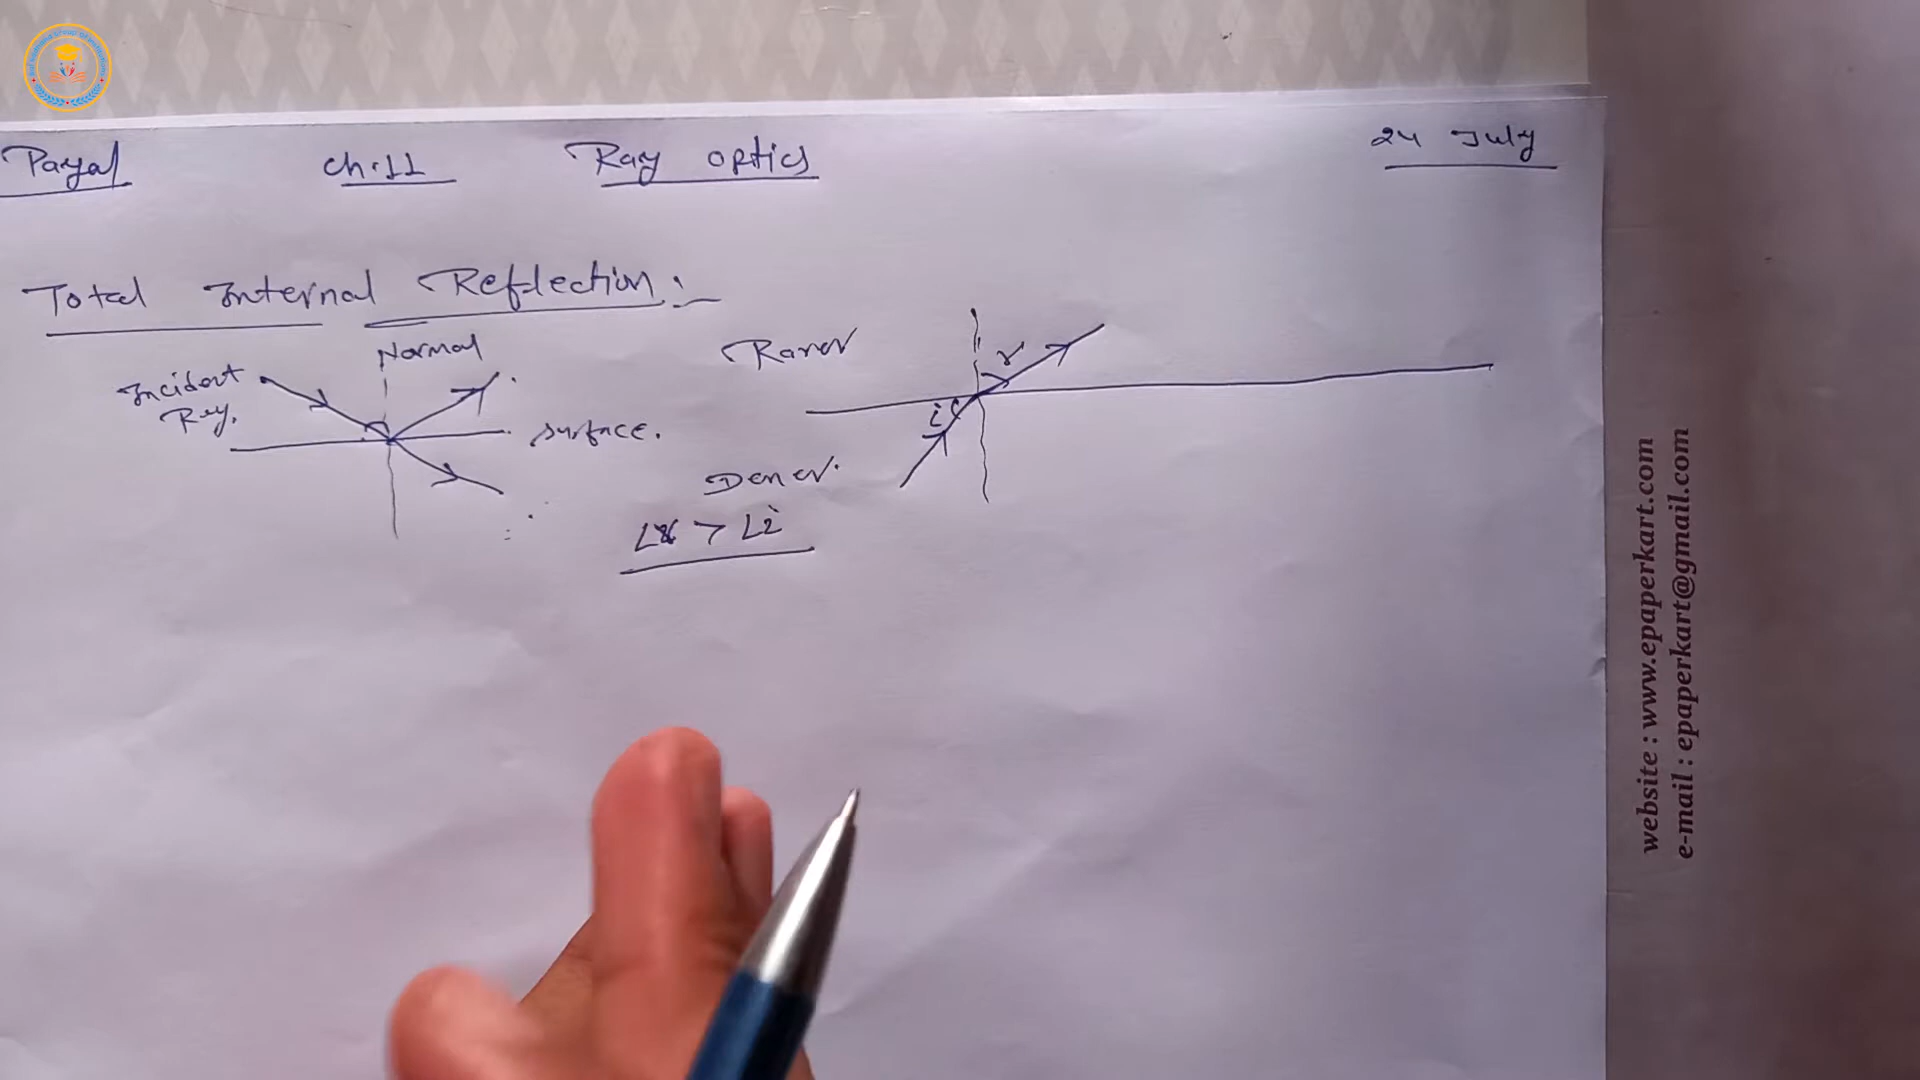 Payal Ch.11 Ray optics 24 July
Total Internal Reflection :-
Normal
Incident
Ray.
surface.
Rarer
r
i
Denser.
∠r > ∠i
website : www.epaperkart.com
e-mail : epaperkart@gmail.com